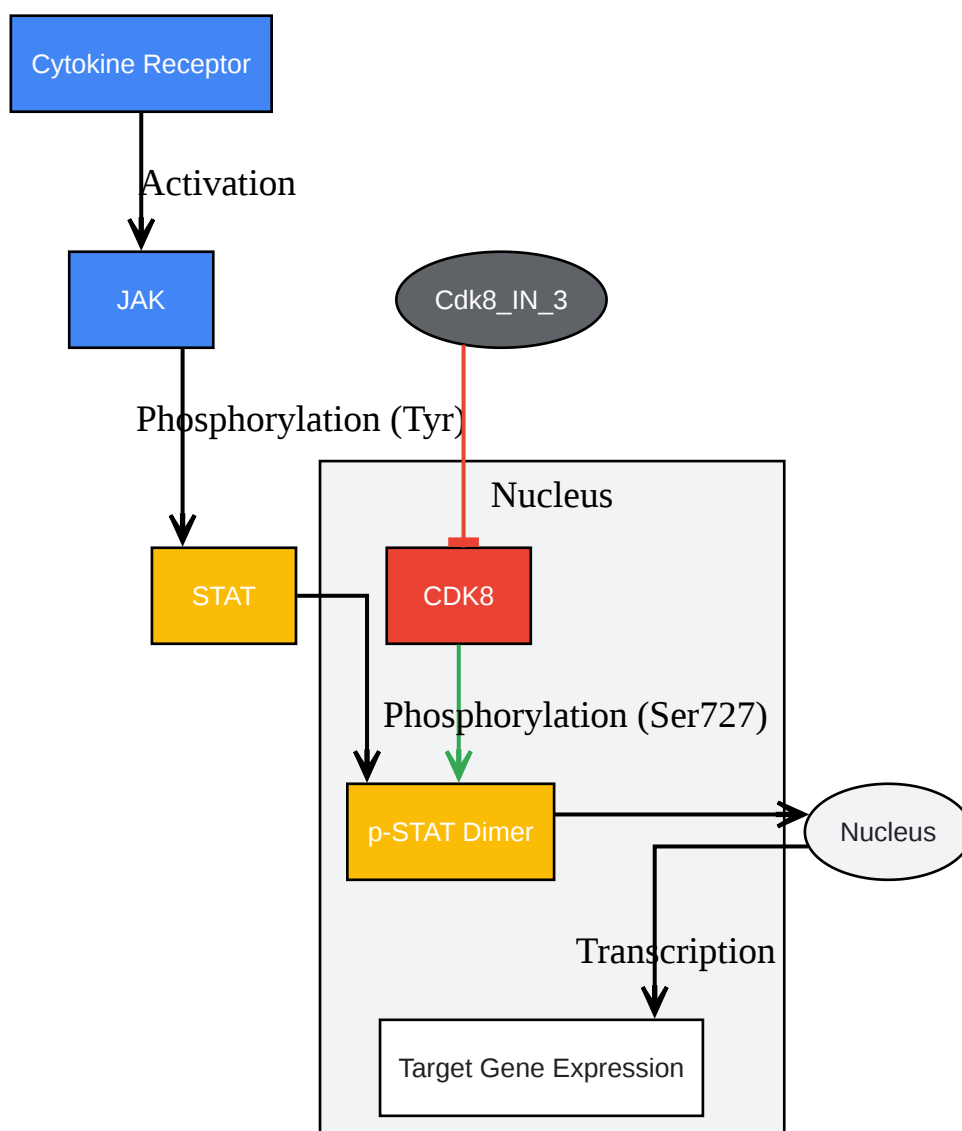 Cytokine Receptor
Activation
JAK
Cdk8_IN_3
Phosphorylation (Tyr)
Nucleus
STAT
CDK8
Phosphorylation (Ser727)
p-STAT Dimer
Nucleus
Transcription
Target Gene Expression